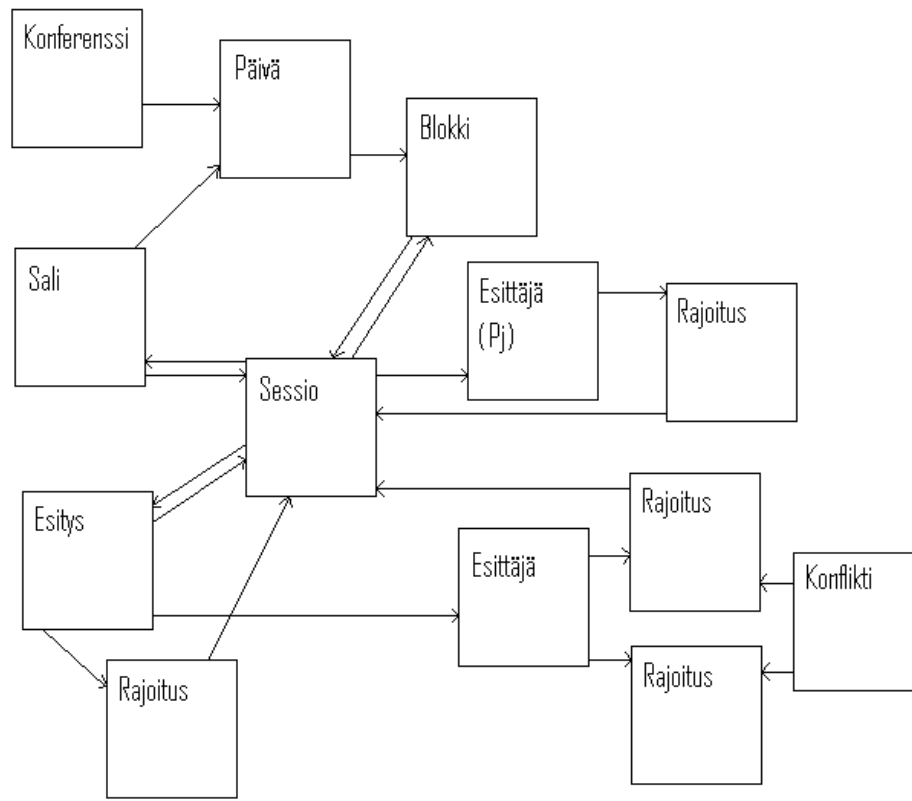 Konferenssi
Päivä
Blokki
Sali
Esittäjä
(Pj)
Rajoitus
Sessio
Esitys
Rajoitus
Esittäjä
Konflikti
Rajoitus
Rajoitus